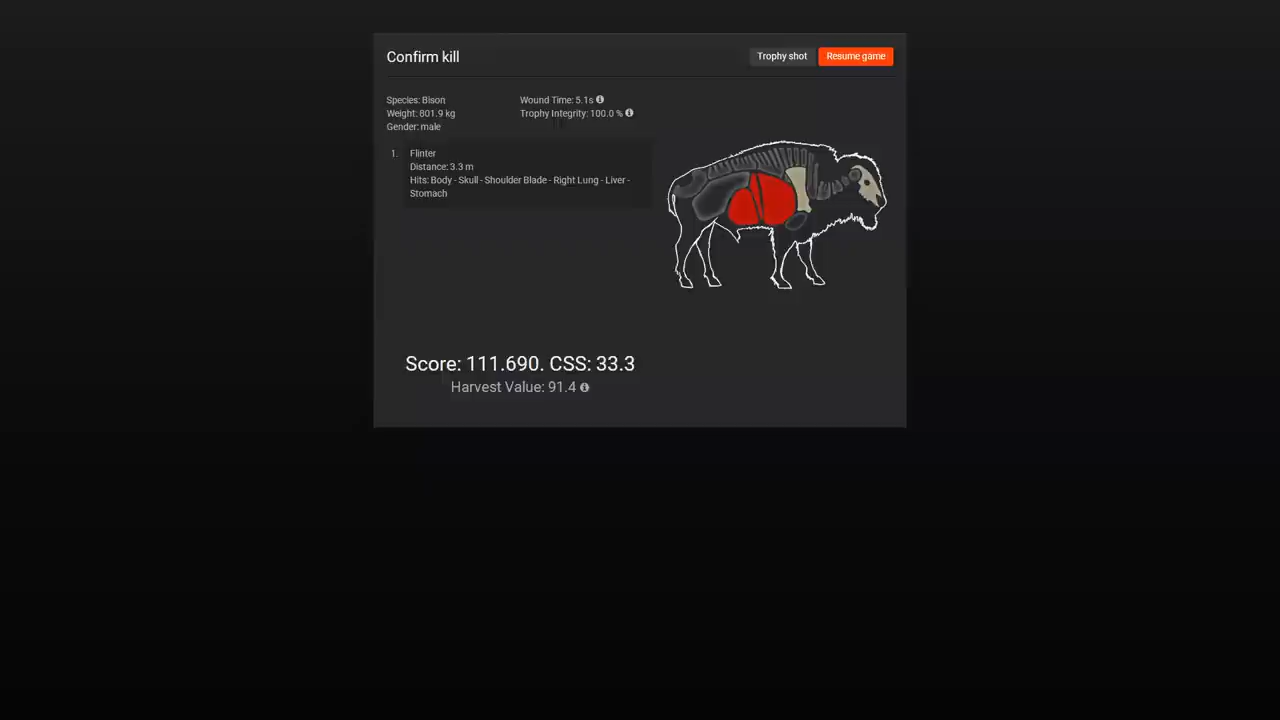 Confirm kill
Trophy shot
Resume game
Species: Bison
Weight: 801.9 kg
Gender: male
Wound Time: 5.1s
Trophy Integrity: 100.0 %
1. Flinter
Distance: 3.3 m
Hits: Body - Skull - Shoulder Blade - Right Lung - Liver -
Stomach
Score: 111.690. CSS: 33.3
Harvest Value: 91.4